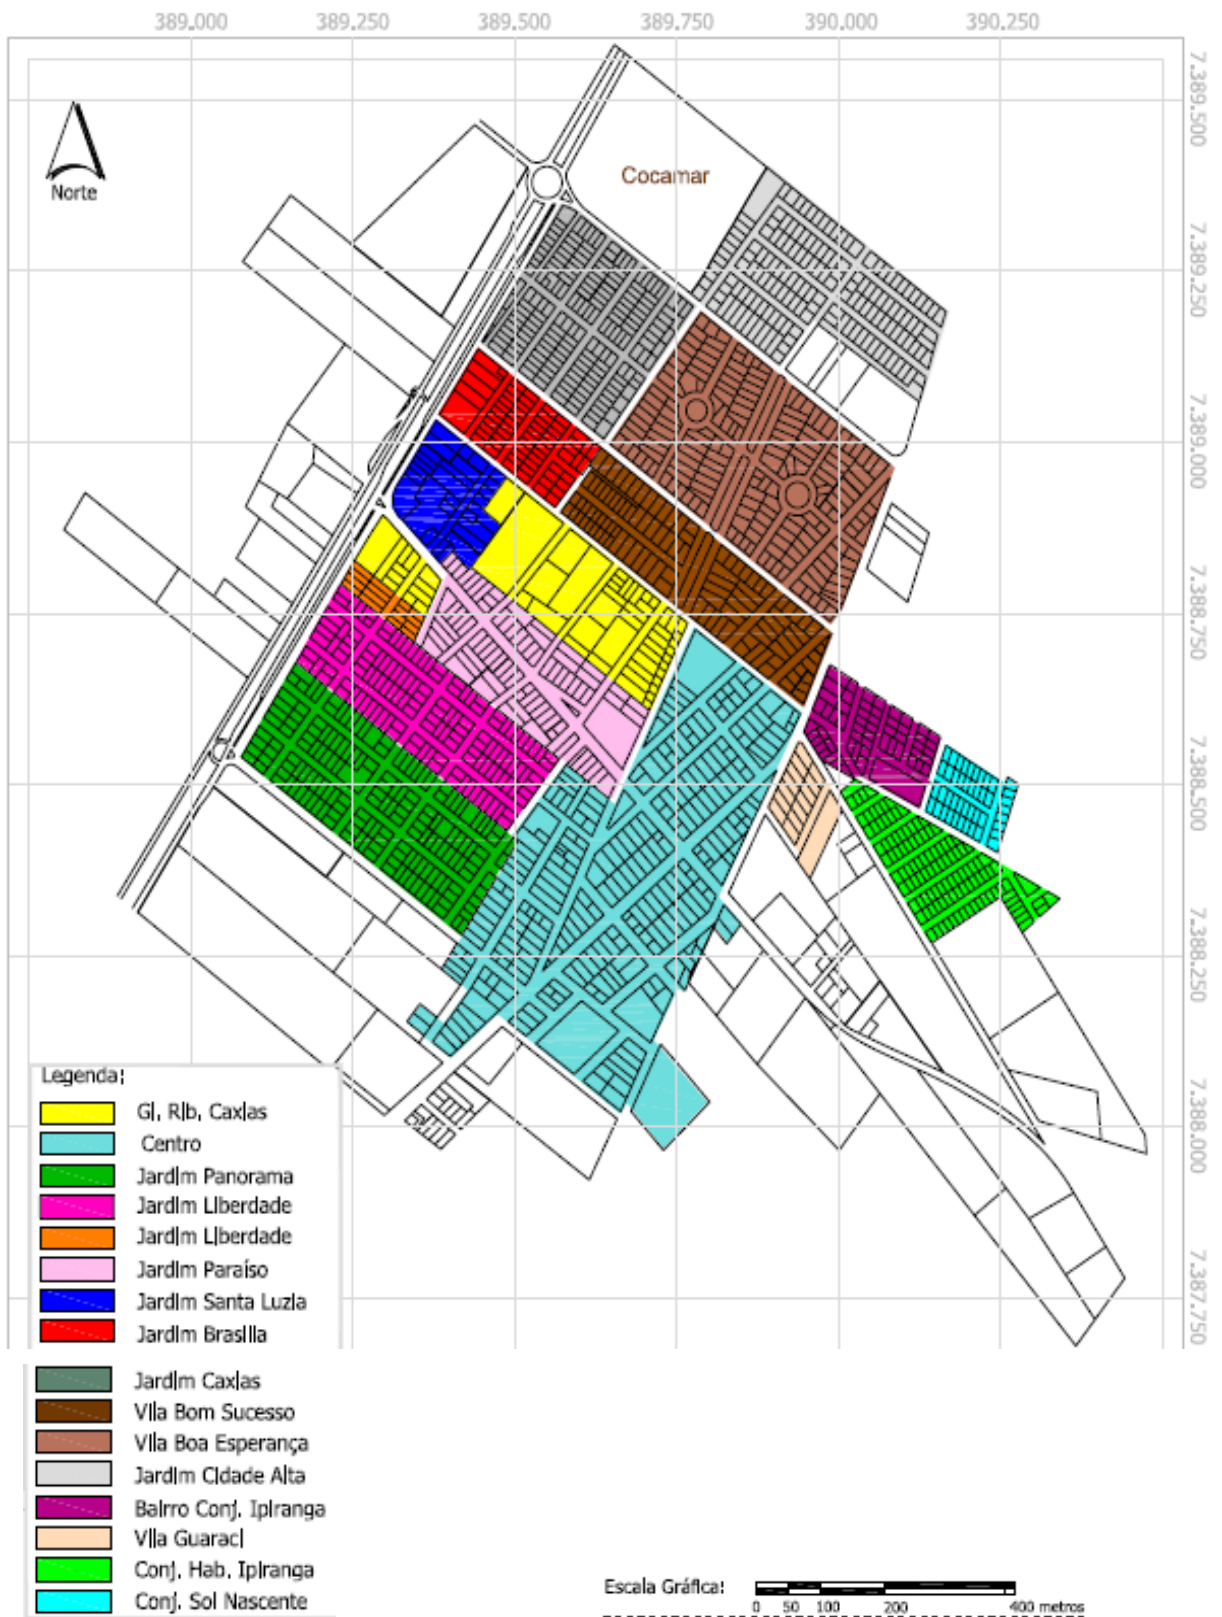 389.000 389.250 389.500 389.750 390.000 390.250
7.389.500
Norte
Cocamar
7.389.250
7.389.000
7.388.750
7.388.500
7.388.250
7.388.000
7.387.750
Legenda:
Gl. Rib. Caxias
Centro
Jardim Panorama
Jardim Liberdade
Jardim Liberdade
Jardim Paraíso
Jardim Santa Luzia
Jardim Brasilia
Jardim Caxias
Vila Bom Sucesso
Vila Boa Esperança
Jardim Cidade Alta
Bairro Conj. Ipiranga
Vila Guaraci
Conj. Hab. Ipiranga
Conj. Sol Nascente
Escala Gráfica:
0 50 100 200 400 metros